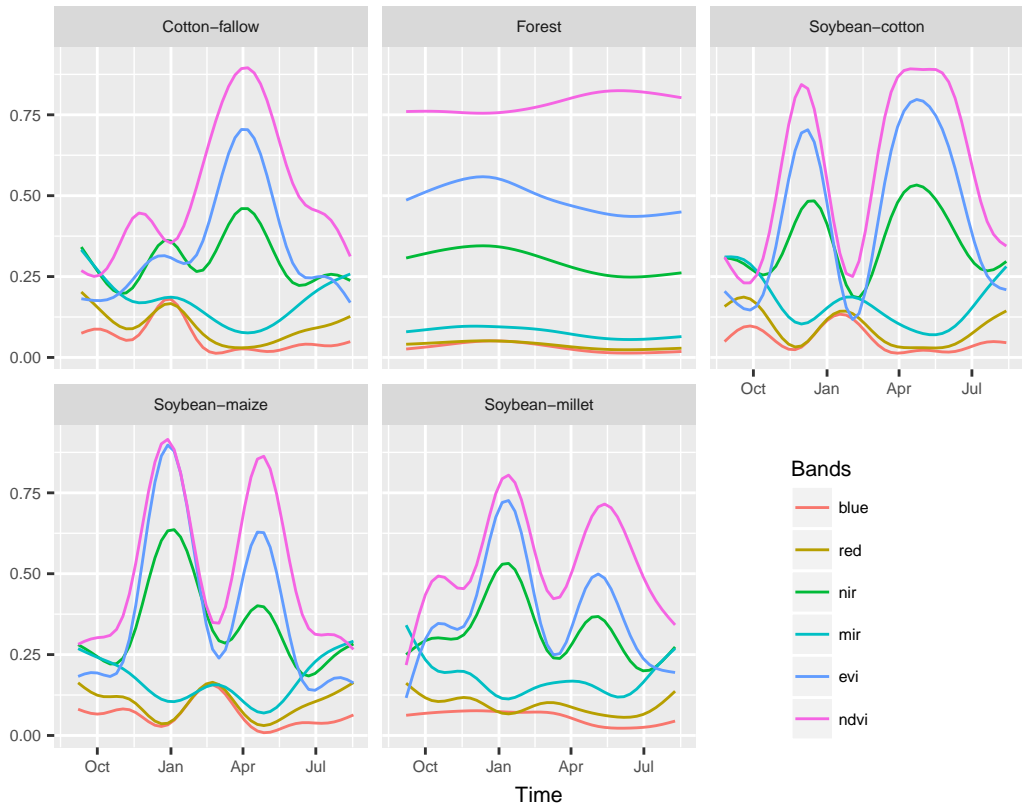 Cotton−fallow
Forest
Soybean−cotton
0.75
0.50
0.25
0.00
Oct
Jan
Apr
Jul
Soybean−maize
Soybean−millet
0.75
0.50
0.25
0.00
Oct
Jan
Apr
Jul
Oct
Jan
Apr
Jul
Time
Bands
blue
red
nir
mir
evi
ndvi